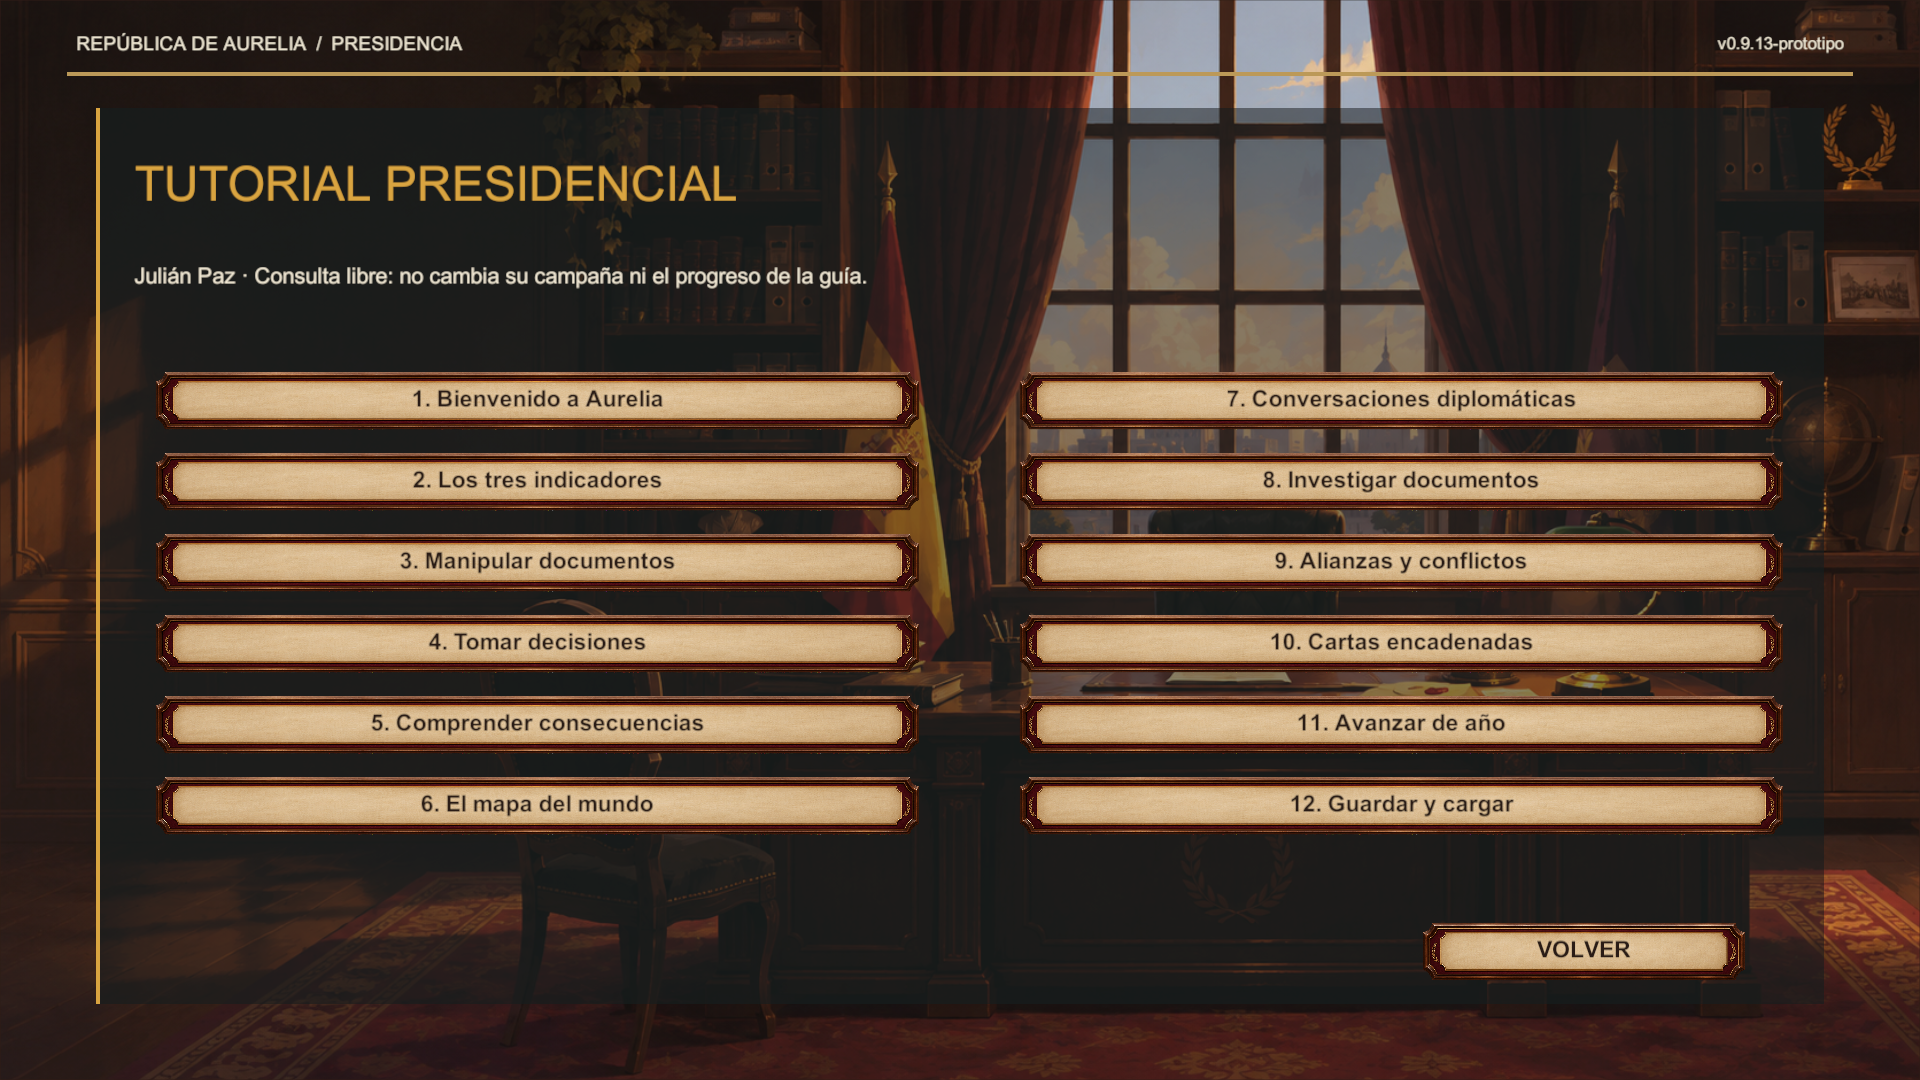 REPÚBLICA DE AURELIA / PRESIDENCIA
v0.9.13-prototipo
TUTORIAL PRESIDENCIAL
Julián Paz · Consulta libre: no cambia su campaña ni el progreso de la guía.
1. Bienvenido a Aurelia
2. Los tres indicadores
3. Manipular documentos
4. Tomar decisiones
5. Comprender consecuencias
6. El mapa del mundo
7. Conversaciones diplomáticas
8. Investigar documentos
9. Alianzas y conflictos
10. Cartas encadenadas
11. Avanzar de año
12. Guardar y cargar
VOLVER